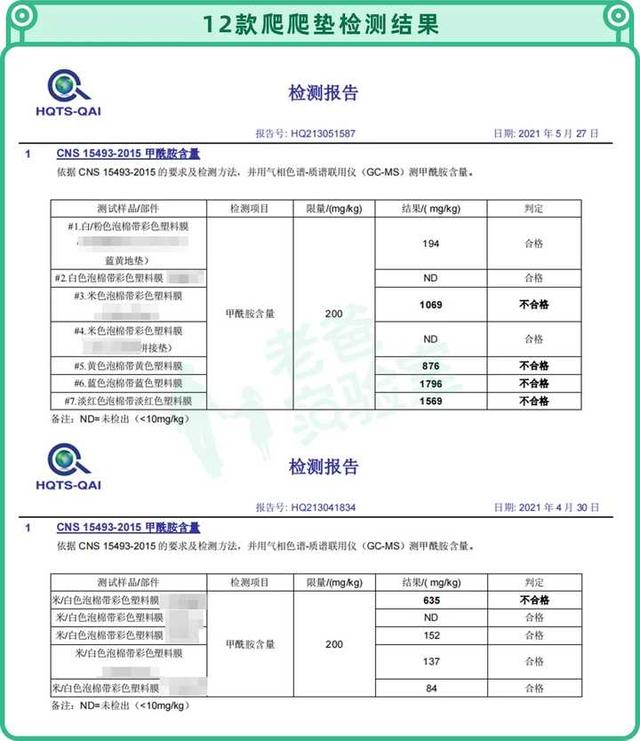 12款爬爬垫检测结果
HQTS-QAI
检测报告
报告号: HQ213051587 日期: 2021 年 5 月 27 日
1 CNS 15493-2015 甲酰胺含量
依据 CNS 15493-2015 的要求及检测方法，并用气相色谱-质谱联用仪（GC-MS）测甲酰胺含量。
测试样品/部件 检测项目 限量/(mg/kg) 结果/( mg/kg) 判定
#1.白/粉色泡棉带彩色塑料膜
蓝黄地垫） 194 合格
#2.白色泡棉带彩色塑料膜 ND 合格
#3.米色泡棉带彩色塑料膜 1069 不合格
甲酰胺含量 200
#4.米色泡棉带彩色塑料膜
拼接垫） ND 合格
#5.黄色泡棉带黄色塑料膜 876 不合格
#6.蓝色泡棉带蓝色塑料膜 1796 不合格
#7.淡红色泡棉带淡红色塑料膜 1569 不合格
备注：ND=未检出（<10mg/kg）
老爸
实验室
HQTS-QAI
检测报告
报告号: HQ213041834 日期: 2021 年 4 月 30 日
1 CNS 15493-2015 甲酰胺含量
依据 CNS 15493-2015 的要求及检测方法，并用气相色谱-质谱联用仪（GC-MS）测甲酰胺含量。
测试样品/部件 检测项目 限量/(mg/kg) 结果/( mg/kg) 判定
米/白色泡棉带彩色塑料膜 635 不合格
米/白色泡棉带彩色塑料膜 ND 合格
米/白色泡棉带彩色塑料膜 152 合格
甲酰胺含量 200
米/白色泡棉带彩色塑料膜 137 合格
米/白色泡棉带彩色塑料膜 84 合格
备注：ND=未检出（<10mg/kg）